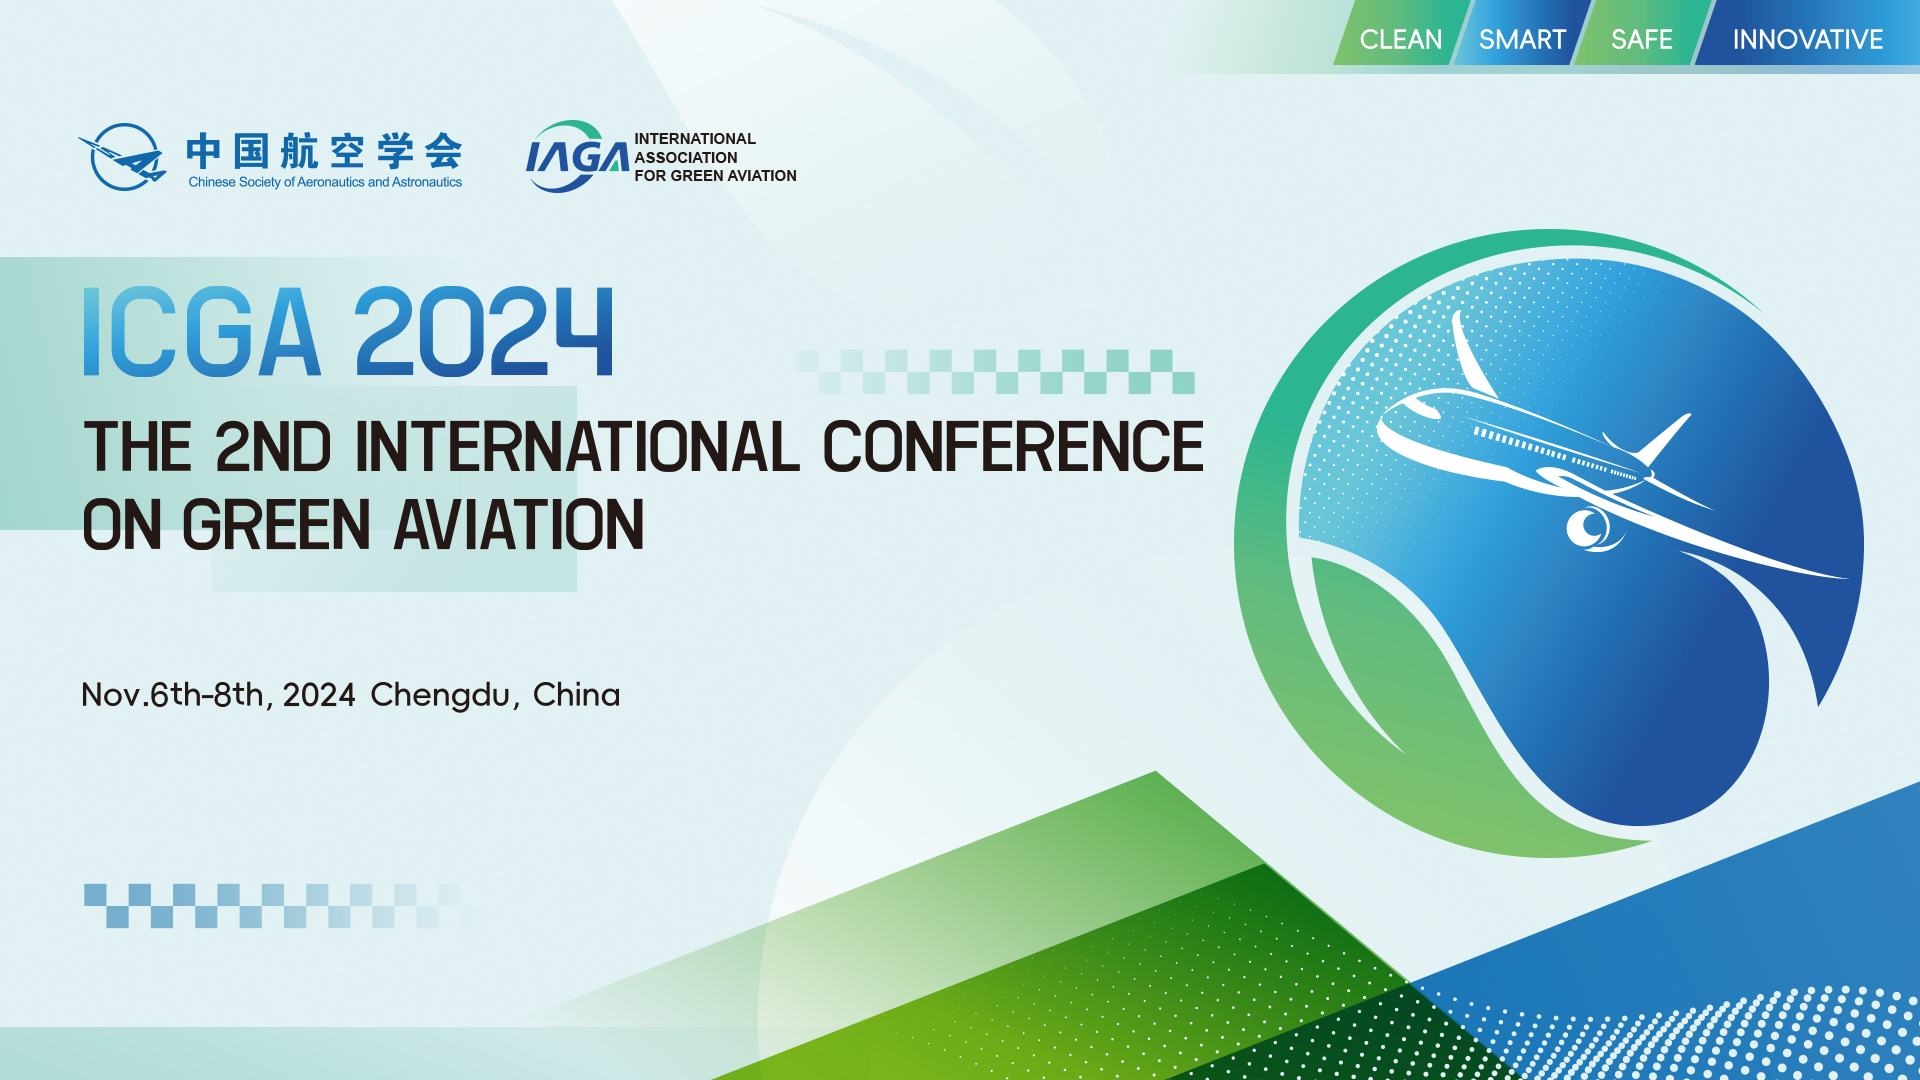 CLEAN SMART SAFE INNOVATIVE
中国航空学会
Chinese Society of Aeronautics and Astronautics
IAGA
INTERNATIONAL
ASSOCIATION
FOR GREEN AVIATION
ICGA 2024
THE 2ND INTERNATIONAL CONFERENCE
ON GREEN AVIATION
Nov.6th-8th, 2024 Chengdu, China